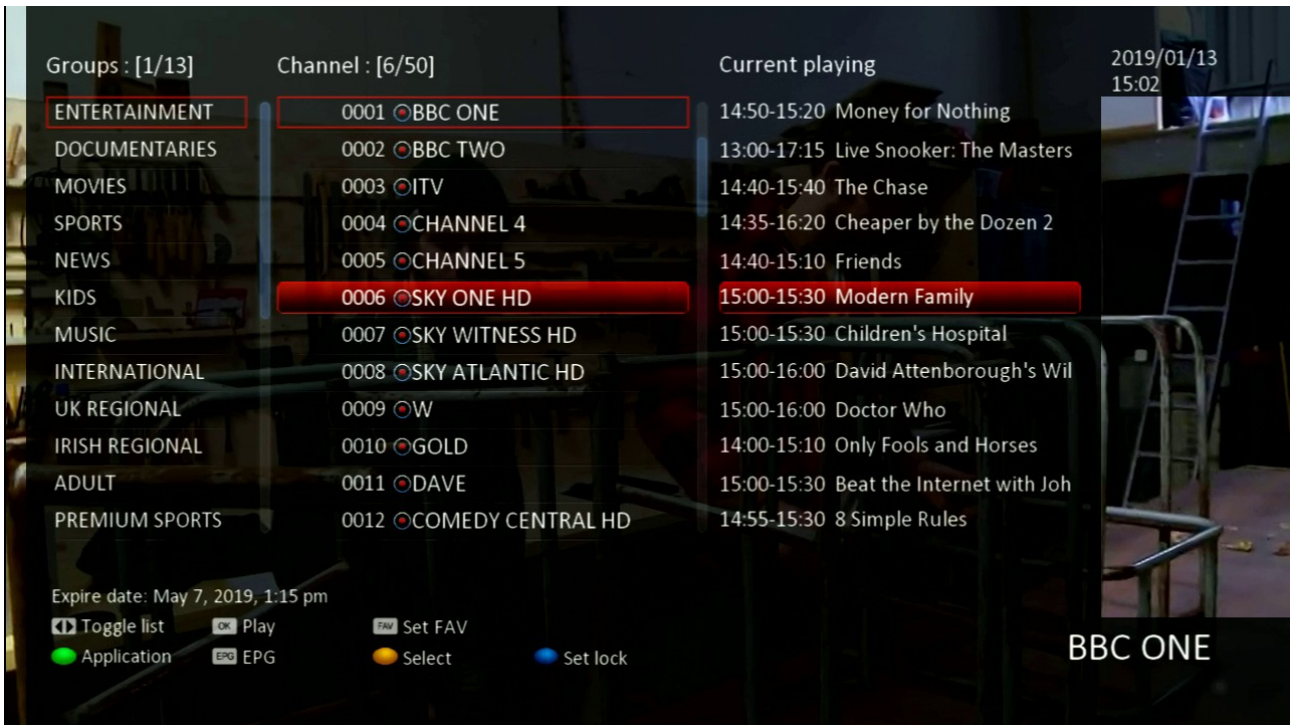 Groups : [1/13] Channel : [6/50] Current playing 2019/01/13
15:02
ENTERTAINMENT 0001 BBC ONE 14:50-15:20 Money for Nothing
DOCUMENTARIES 0002 BBC TWO 13:00-17:15 Live Snooker: The Masters
MOVIES 0003 ITV 14:40-15:40 The Chase
SPORTS 0004 CHANNEL 4 14:35-16:20 Cheaper by the Dozen 2
NEWS 0005 CHANNEL 5 14:40-15:10 Friends
KIDS 0006 SKY ONE HD 15:00-15:30 Modern Family
MUSIC 0007 SKY WITNESS HD 15:00-15:30 Children's Hospital
INTERNATIONAL 0008 SKY ATLANTIC HD 15:00-16:00 David Attenborough's Wil
UK REGIONAL 0009 W 15:00-16:00 Doctor Who
IRISH REGIONAL 0010 GOLD 14:00-15:10 Only Fools and Horses
ADULT 0011 DAVE 15:00-15:30 Beat the Internet with Joh
PREMIUM SPORTS 0012 COMEDY CENTRAL HD 14:55-15:30 8 Simple Rules
Expire date: May 7, 2019, 1:15 pm
Toggle list OK Play FAV Set FAV
Application EPG EPG Select Set lock
BBC ONE